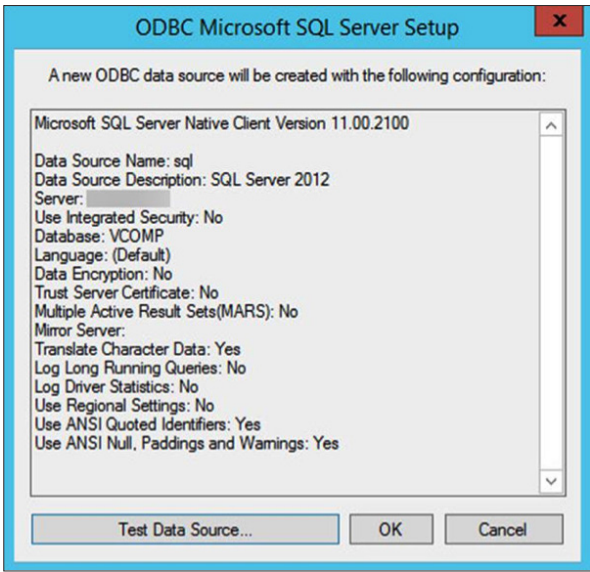 ODBC Microsoft SQL Server Setup
x
A new ODBC data source will be created with the following configuration:
Microsoft SQL Server Native Client Version 11.00.2100
Data Source Name: sql
Data Source Description: SQL Server 2012
Server:
Use Integrated Security: No
Database: VCOMP
Language: (Default)
Data Encryption: No
Trust Server Certificate: No
Multiple Active Result Sets(MARS): No
Mirror Server:
Translate Character Data: Yes
Log Long Running Queries: No
Log Driver Statistics: No
Use Regional Settings: No
Use ANSI Quoted Identifiers: Yes
Use ANSI Null, Paddings and Warnings: Yes
Test Data Source...
OK
Cancel